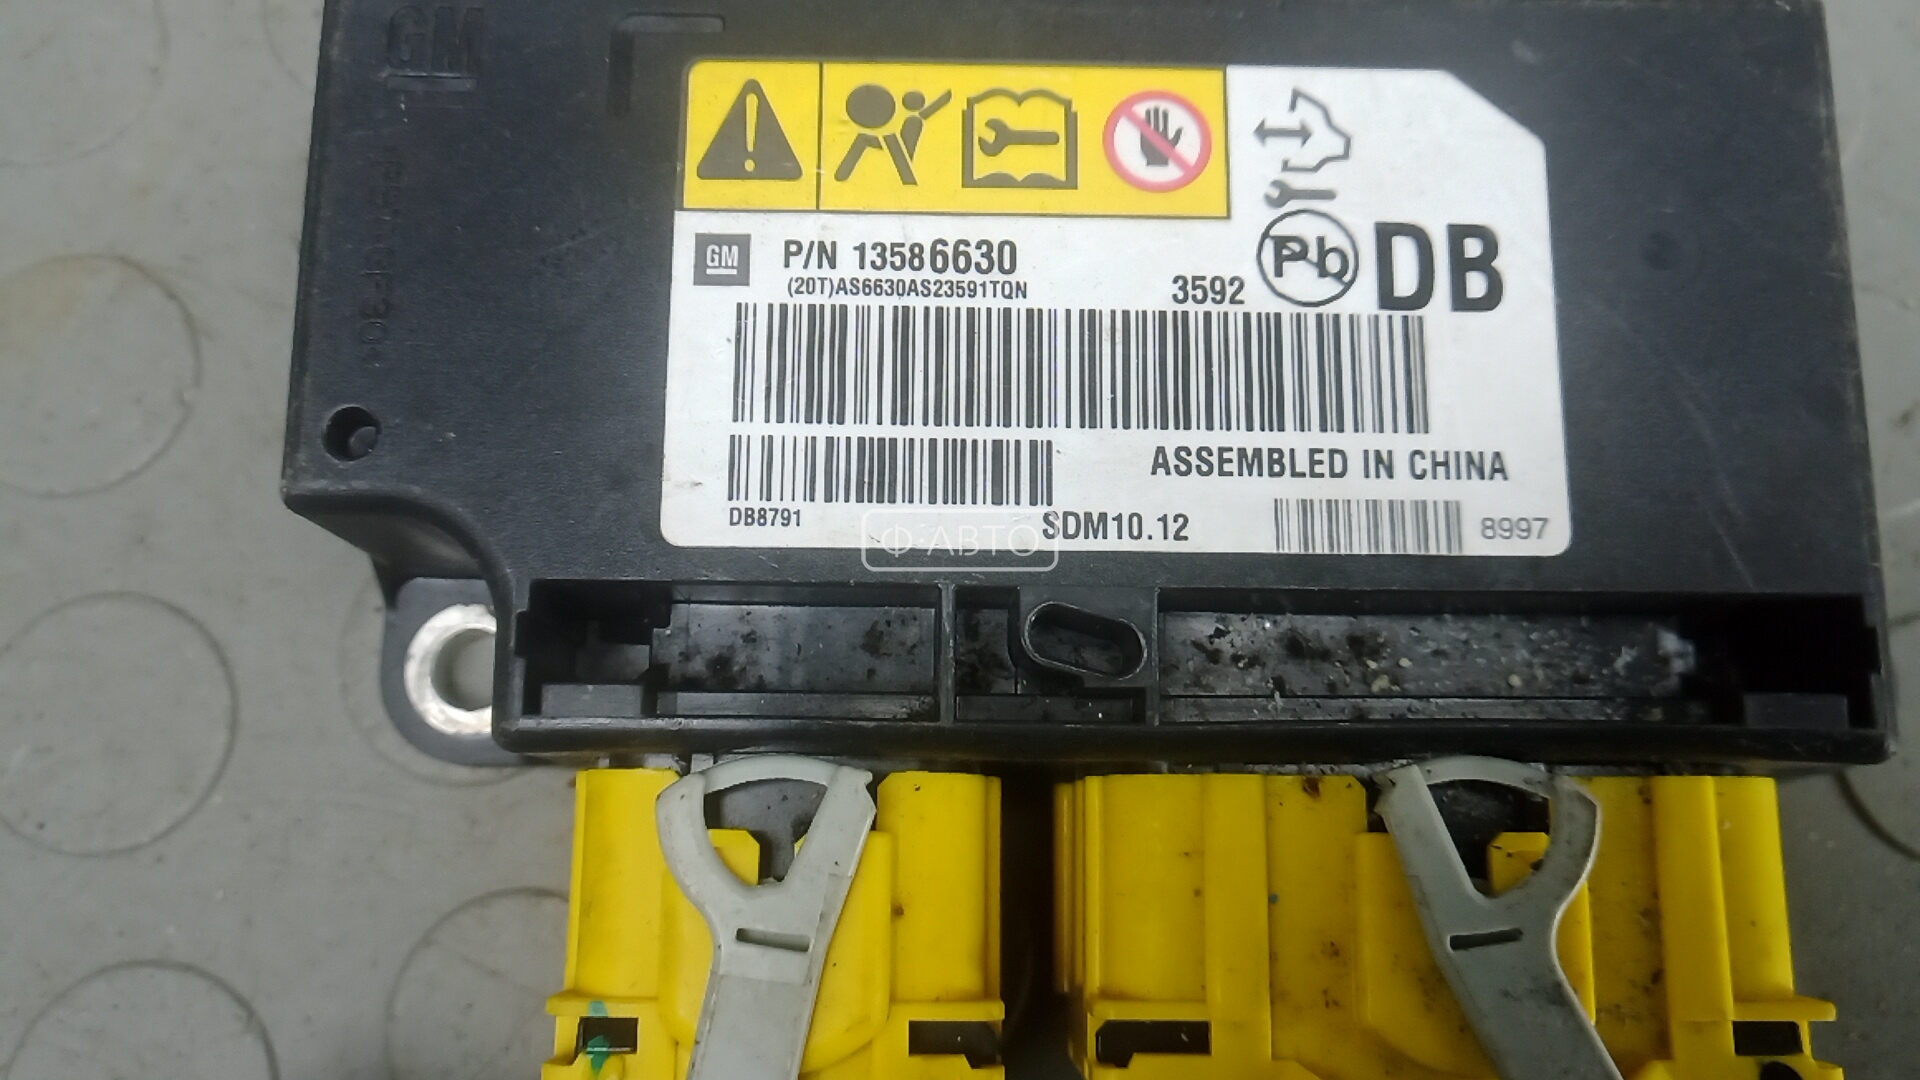 GM
GM
P/N 13586630
(20T)AS6630AS23591TQN
3592
Pb
DB
ASSEMBLED IN CHINA
DB8791
Ф·АВТО
SDM10.12
8997